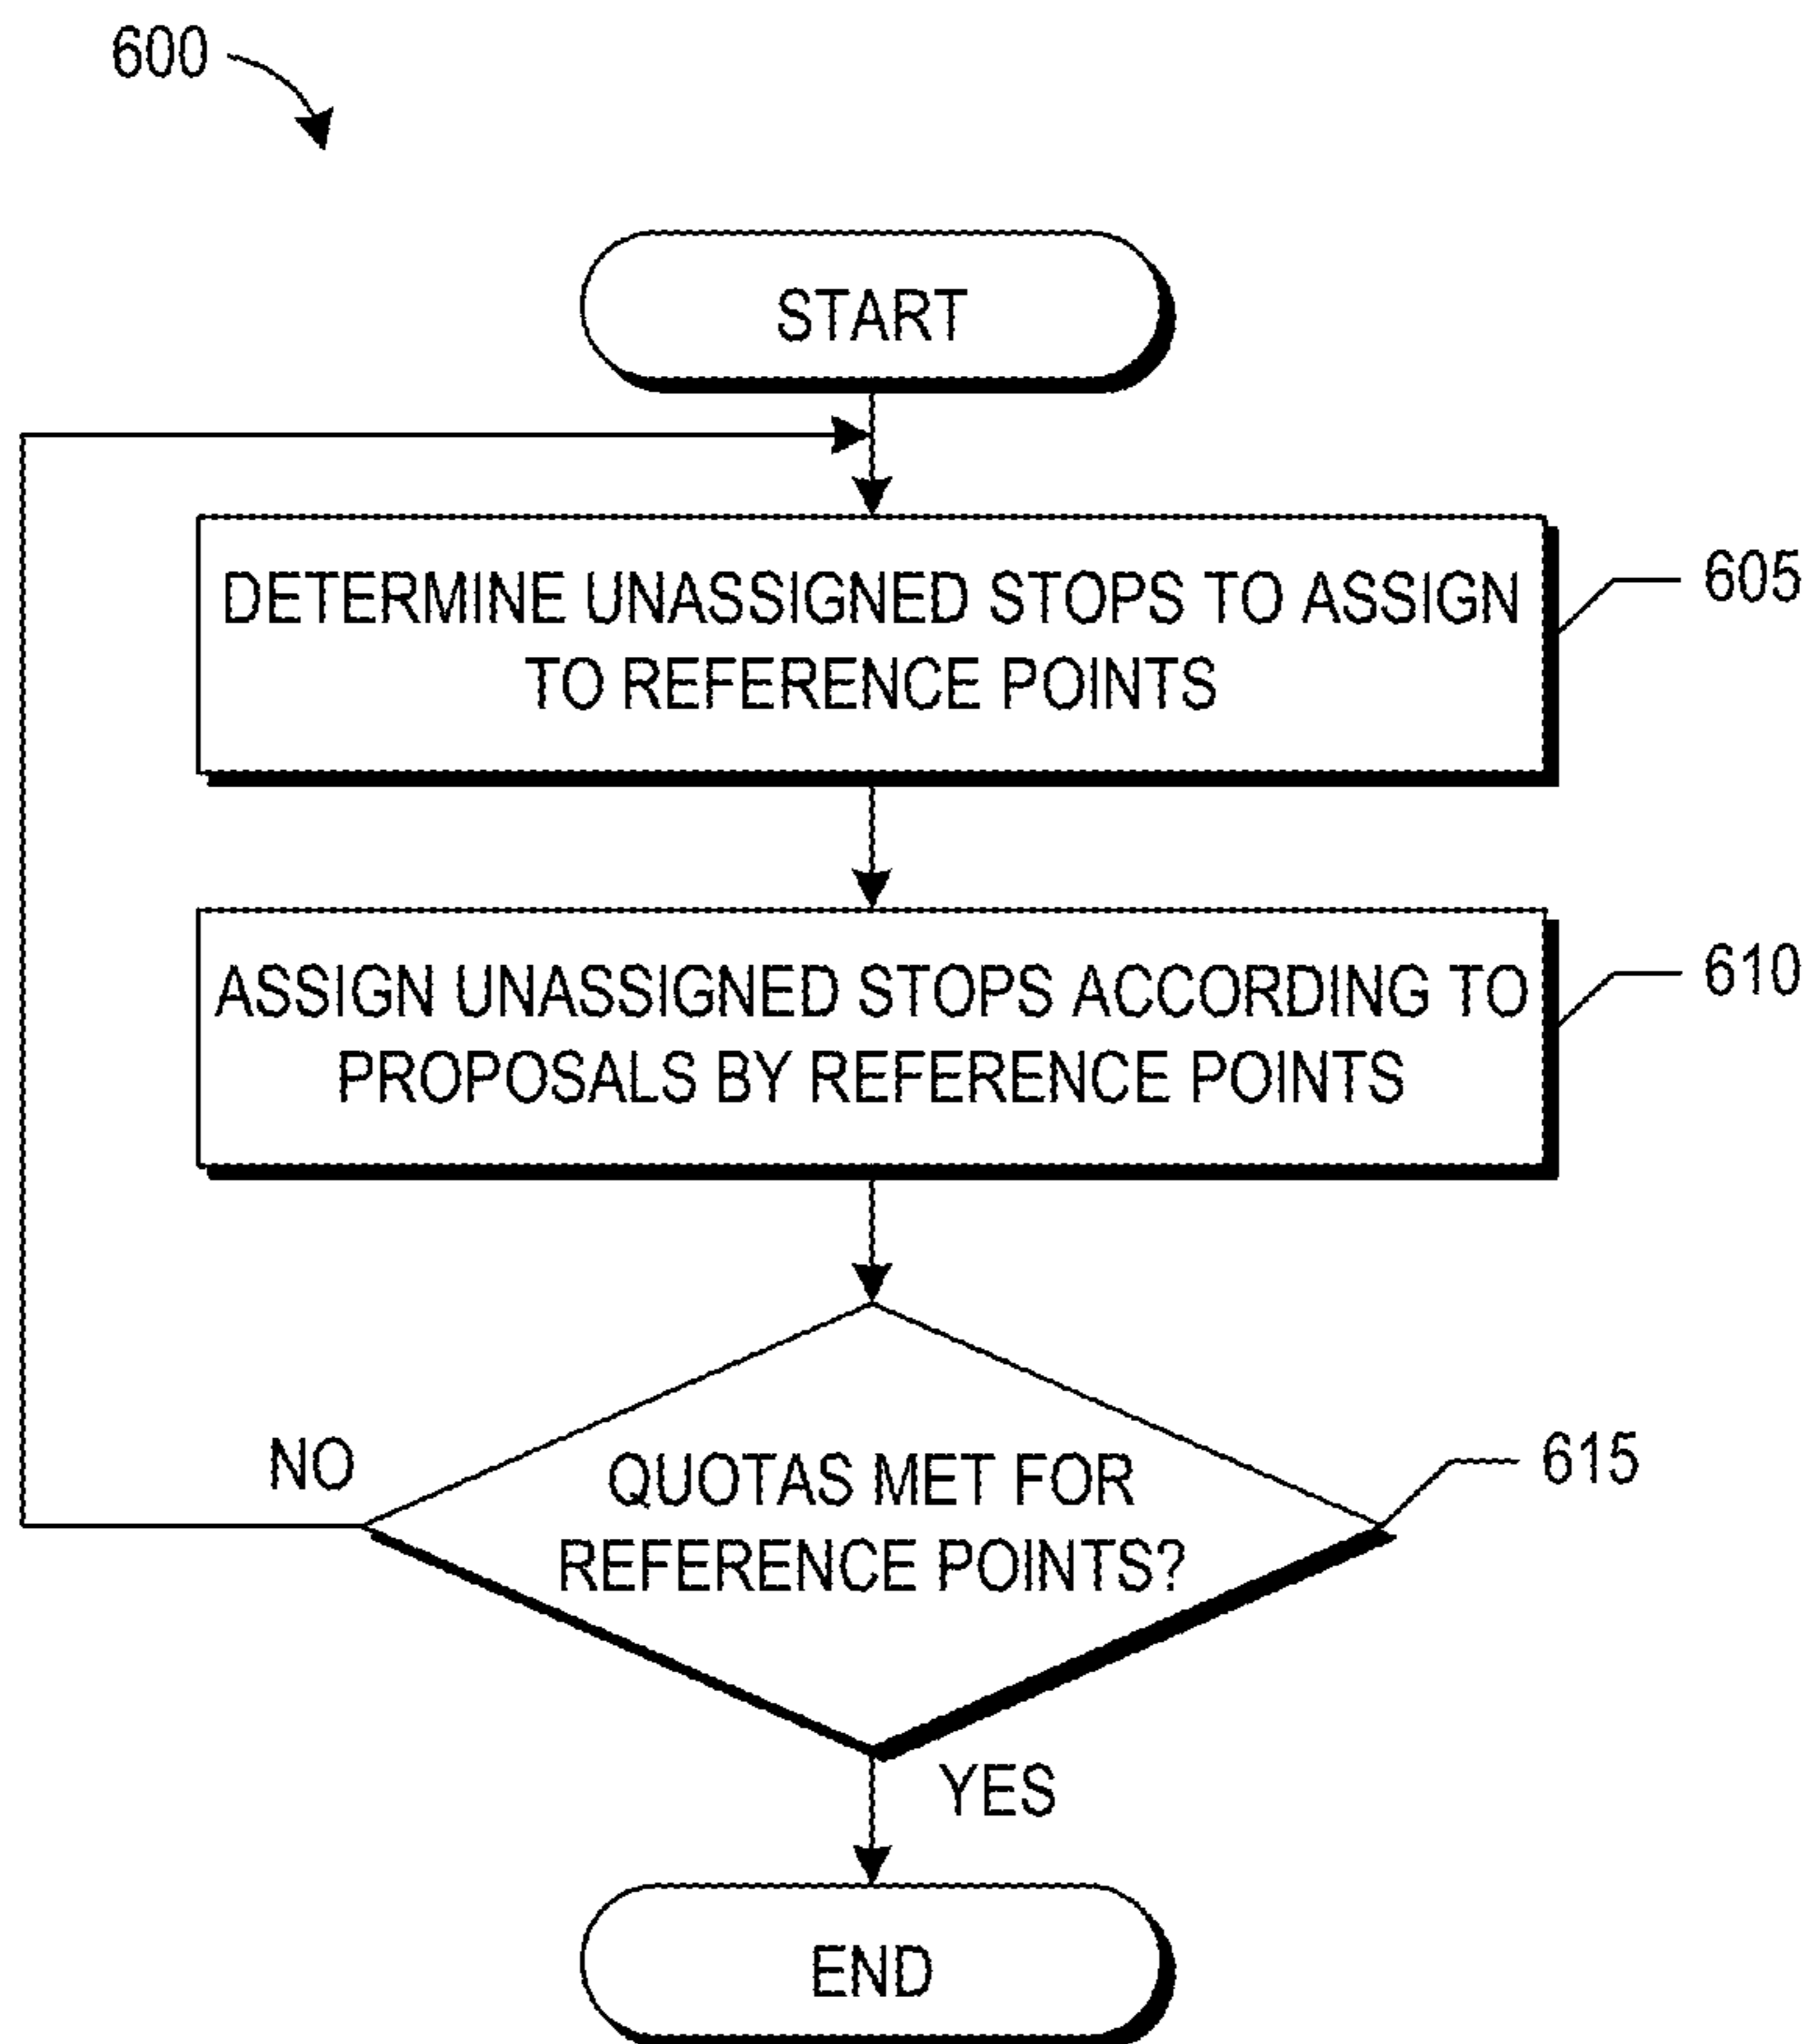 600
START
DETERMINE UNASSIGNED STOPS TO ASSIGN
TO REFERENCE POINTS
605
ASSIGN UNASSIGNED STOPS ACCORDING TO
PROPOSALS BY REFERENCE POINTS
610
QUOTAS MET FOR
REFERENCE POINTS?
615
NO
YES
END